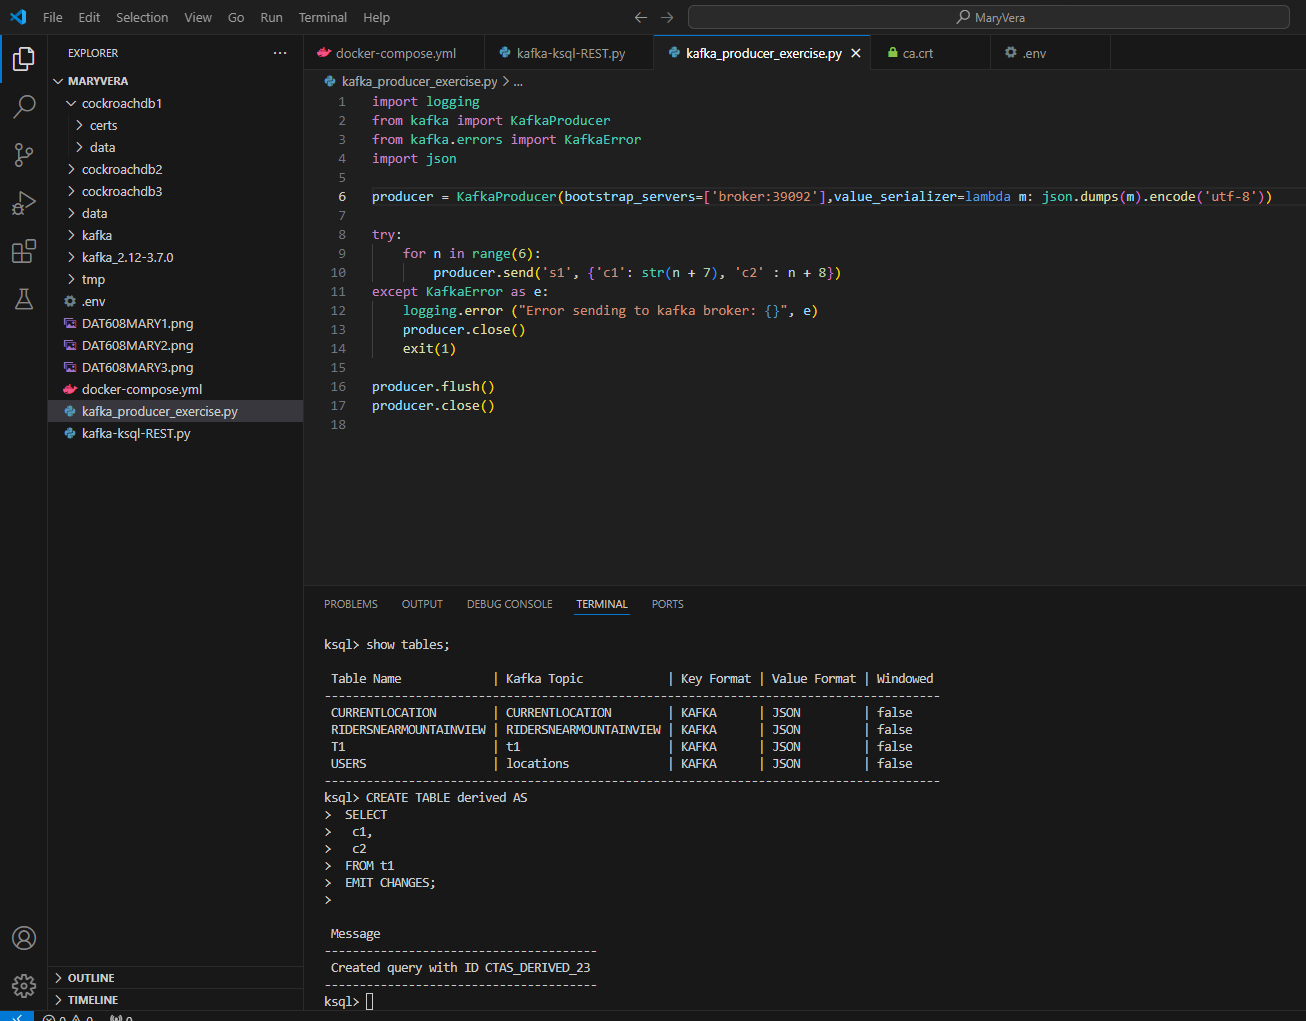 File Edit Selection View Go Run Terminal Help
MaryVera
EXPLORER
MARYVERA
cockroachdb1
certs
data
cockroachdb2
cockroachdb3
data
kafka
kafka_2.12-3.7.0
tmp
.env
DAT608MARY1.png
DAT608MARY2.png
DAT608MARY3.png
docker-compose.yml
kafka_producer_exercise.py
kafka-ksql-REST.py
OUTLINE
TIMELINE
docker-compose.yml kafka-ksql-REST.py kafka_producer_exercise.py ca.crt .env
kafka_producer_exercise.py > ...
1 import logging
2 from kafka import KafkaProducer
3 from kafka.errors import KafkaError
4 import json
5
6 producer = KafkaProducer(bootstrap_servers=['broker:39092'],value_serializer=lambda m: json.dumps(m).encode('utf-8'))
7
8 try:
9 for n in range(6):
10 producer.send('s1', {'c1': str(n + 7), 'c2' : n + 8})
11 except KafkaError as e:
12 logging.error ("Error sending to kafka broker: {}", e)
13 producer.close()
14 exit(1)
15
16 producer.flush()
17 producer.close()
18
PROBLEMS OUTPUT DEBUG CONSOLE TERMINAL PORTS
ksql> show tables;
Table Name | Kafka Topic | Key Format | Value Format | Windowed
----------------------------------------------------------------------------------------
CURRENTLOCATION | CURRENTLOCATION | KAFKA | JSON | false
RIDERSNEARMOUNTAINVIEW | RIDERSNEARMOUNTAINVIEW | KAFKA | JSON | false
T1 | t1 | KAFKA | JSON | false
USERS | locations | KAFKA | JSON | false
----------------------------------------------------------------------------------------
ksql> CREATE TABLE derived AS
> SELECT
> c1,
> c2
> FROM t1
> EMIT CHANGES;
>
Message
---------------------------------------
Created query with ID CTAS_DERIVED_23
---------------------------------------
ksql>